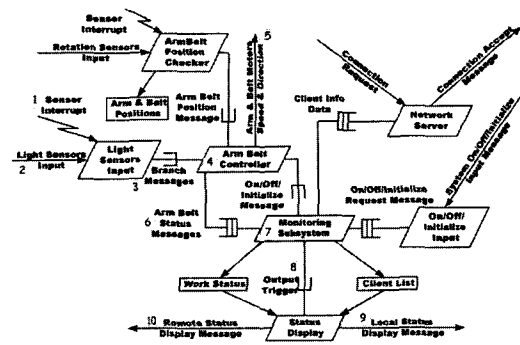 Sensor
Interrupt
Rotation Sensors
Input
ArmBelt
Position
Checker
5
Arm & Belt Motors
Speed & Direction
Connection
Request
Connection Accept
Message
Arm & Belt
Positions
Arm Belt
Position
Message
Client Info
Data
Network
Server
1 Sensor
Interrupt
Light Sensors
2 Input
Light
Sensors
Input
3 Branch
Messages
4 Arm Belt
Controller
On/Off/
Initialize
Message
System On/Off/Initialize
Input Message
On/Off/Initialize
Request Message
On/Off/
Initialize
Input
6 Arm Belt
Status
Messages
7 Monitoring
Subsystem
8
Work Status
Output
Trigger
Client List
Status
Display
10 Remote Status
Display Message
9 Local Status
Display Message